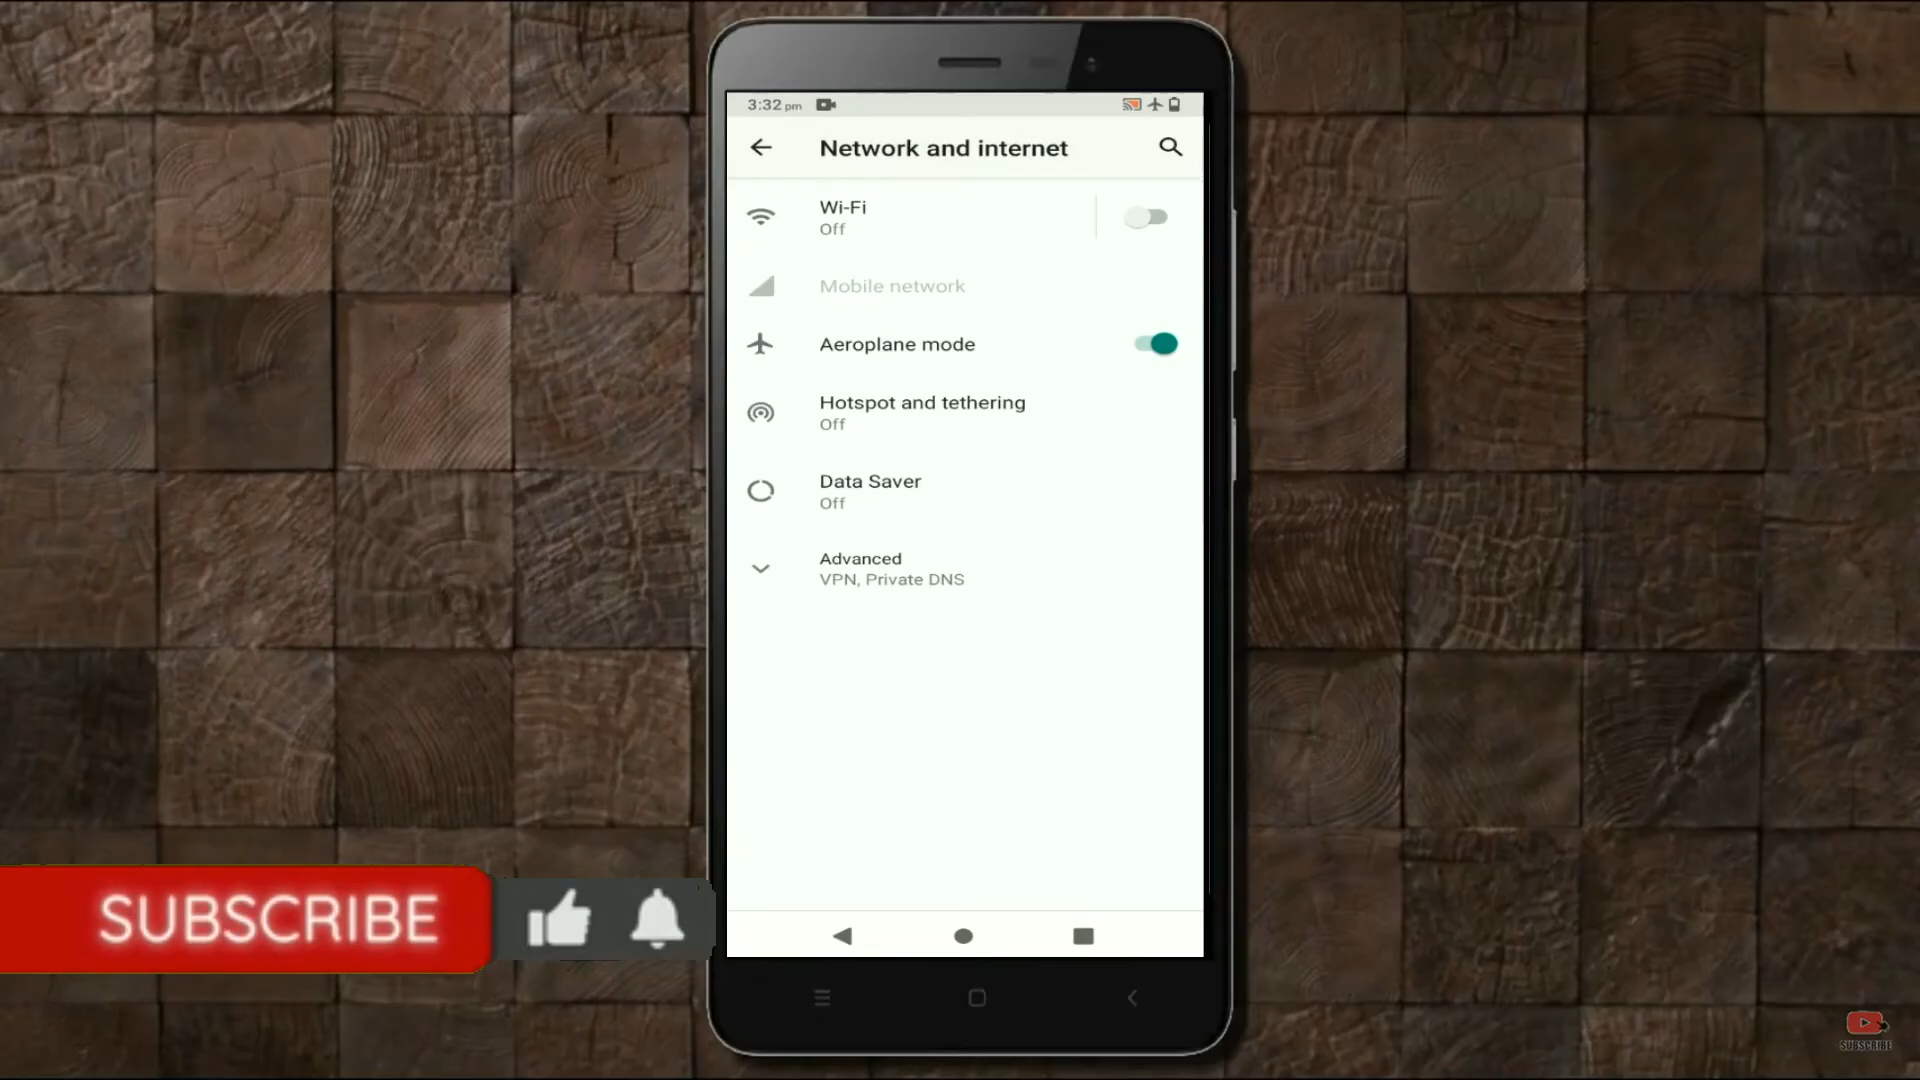 3:32 pm
Network and internet
Wi-Fi
Off
Mobile network
Aeroplane mode
Hotspot and tethering
Off
Data Saver
Off
Advanced
VPN, Private DNS
SUBSCRIBE
SUBSCRIBE